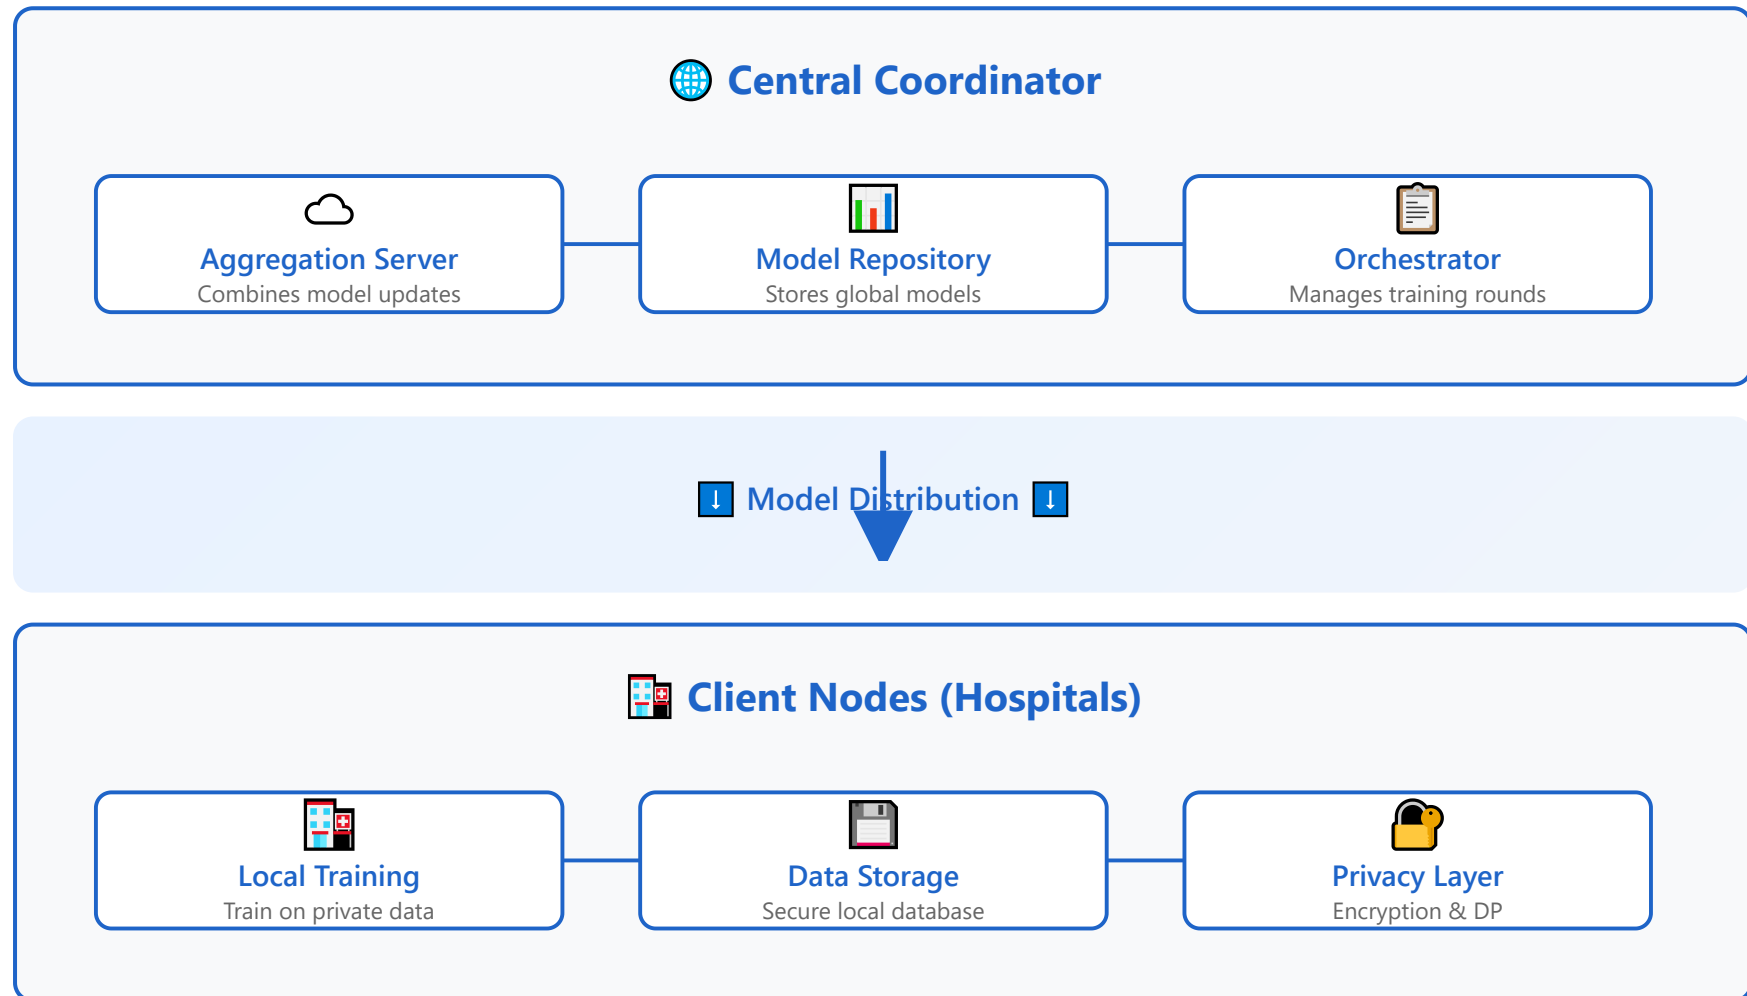 Central Coordinator
Aggregation Server
Combines model updates
Model Repository
Stores global models
Orchestrator
Manages training rounds
Model Distribution
Client Nodes (Hospitals)
Local Training
Train on private data
Data Storage
Secure local database
Privacy Layer
Encryption & DP